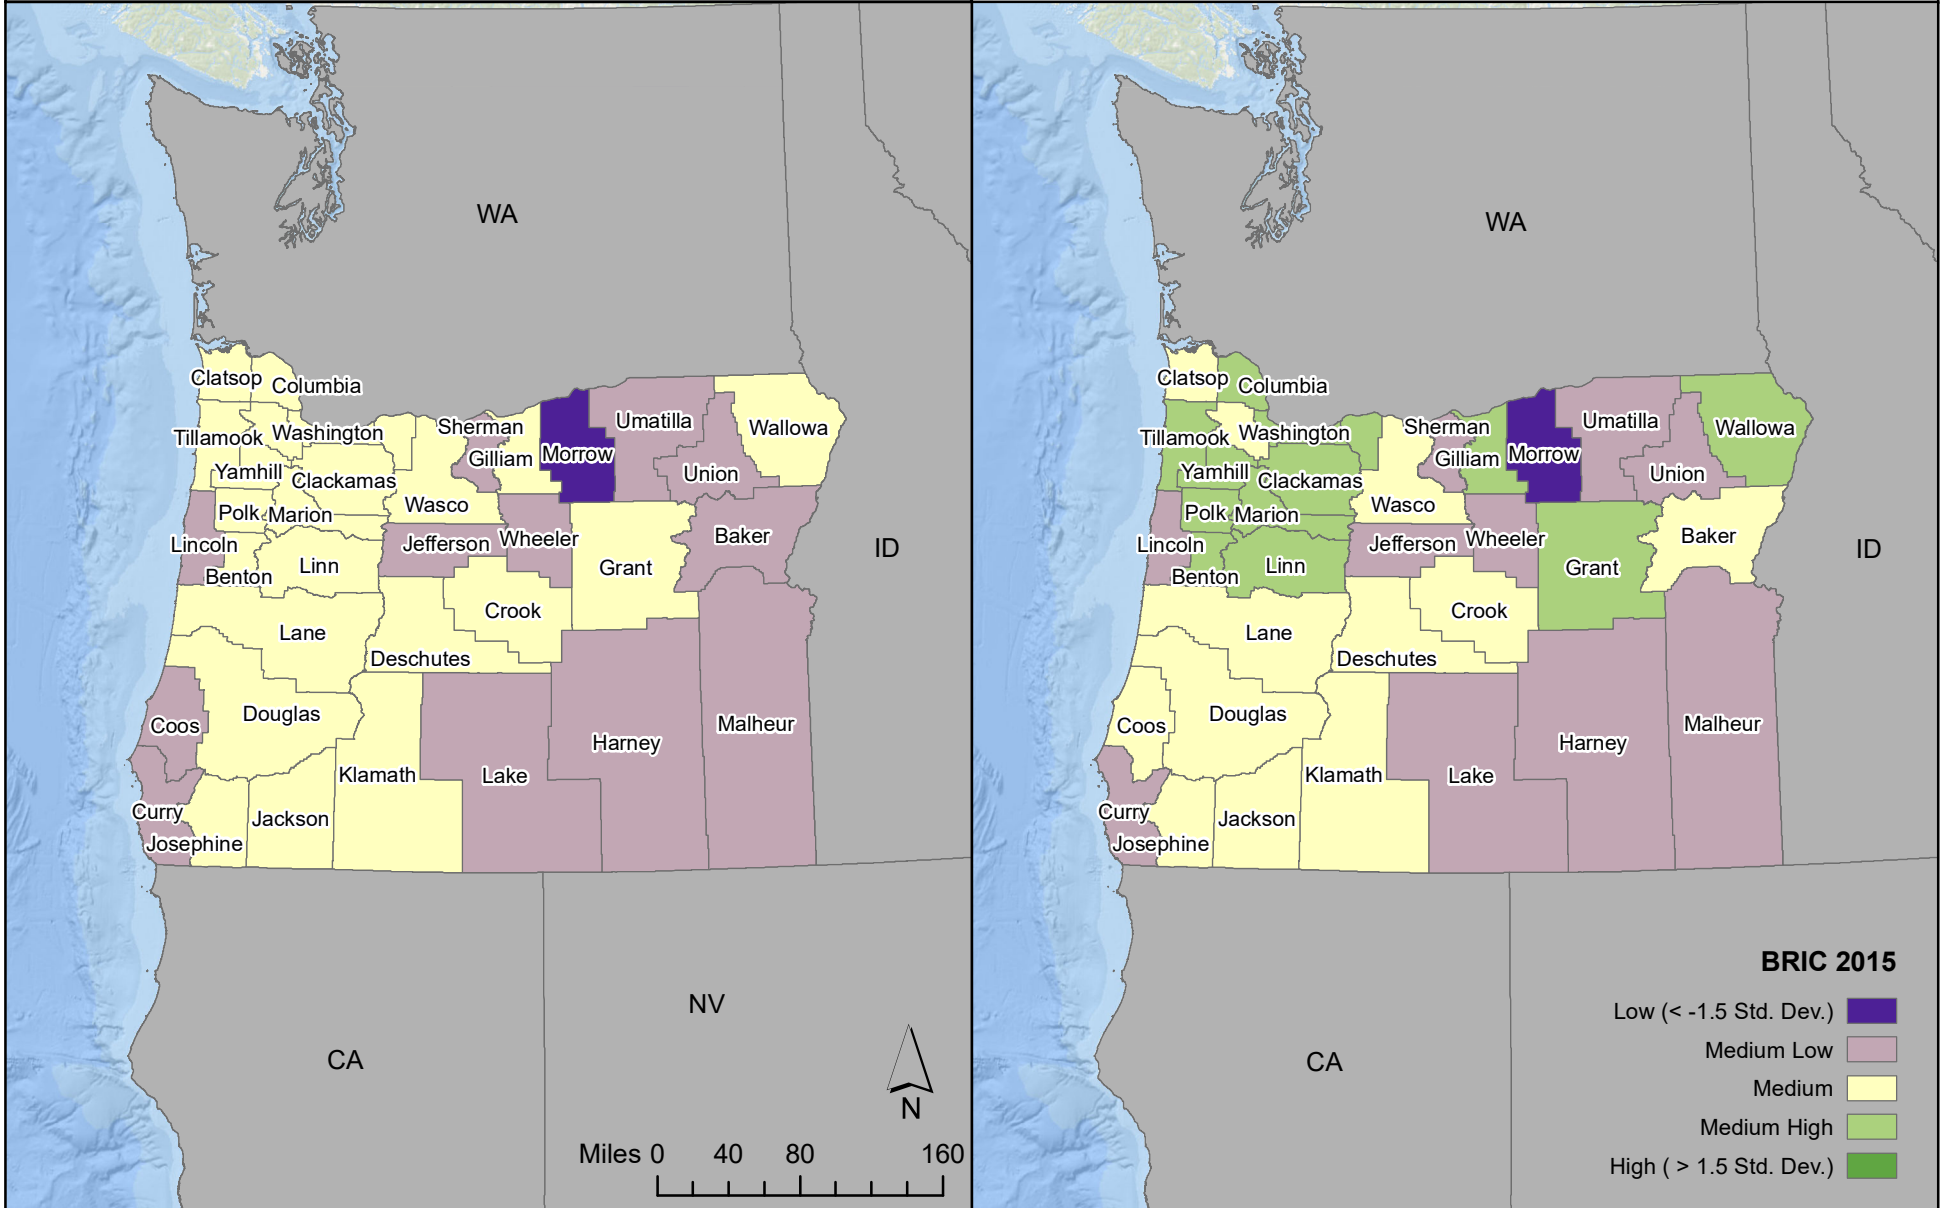 WA
Clatsop
Columbia
Tillamook
Washington
Sherman
Umatilla
Wallowa
Yamhill
Clackamas
Gilliam
Morrow
Union
Polk
Marion
Wasco
Lincoln
Jefferson
Wheeler
Baker
ID
Benton
Linn
Grant
Lane
Crook
Deschutes
Coos
Douglas
Harney
Malheur
Klamath
Lake
Curry
Jackson
Josephine
NV
CA
N
Miles 0 40 80 160
WA
Clatsop
Columbia
Tillamook
Washington
Sherman
Umatilla
Wallowa
Yamhill
Clackamas
Gilliam
Morrow
Union
Polk
Marion
Wasco
Lincoln
Jefferson
Wheeler
Baker
ID
Benton
Linn
Grant
Lane
Crook
Deschutes
Coos
Douglas
Harney
Malheur
Klamath
Lake
Curry
Jackson
Josephine
CA
BRIC 2015
Low (< -1.5 Std. Dev.)
Medium Low
Medium
Medium High
High ( > 1.5 Std. Dev.)